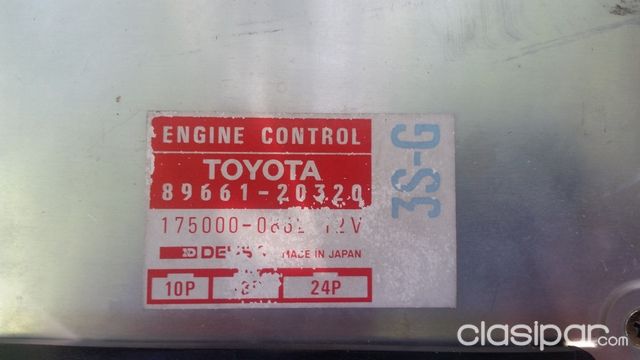 ENGINE CONTROL
TOYOTA
89661-20320
12V
MADE IN JAPAN
10P
24P
3S-G
clasipar.com